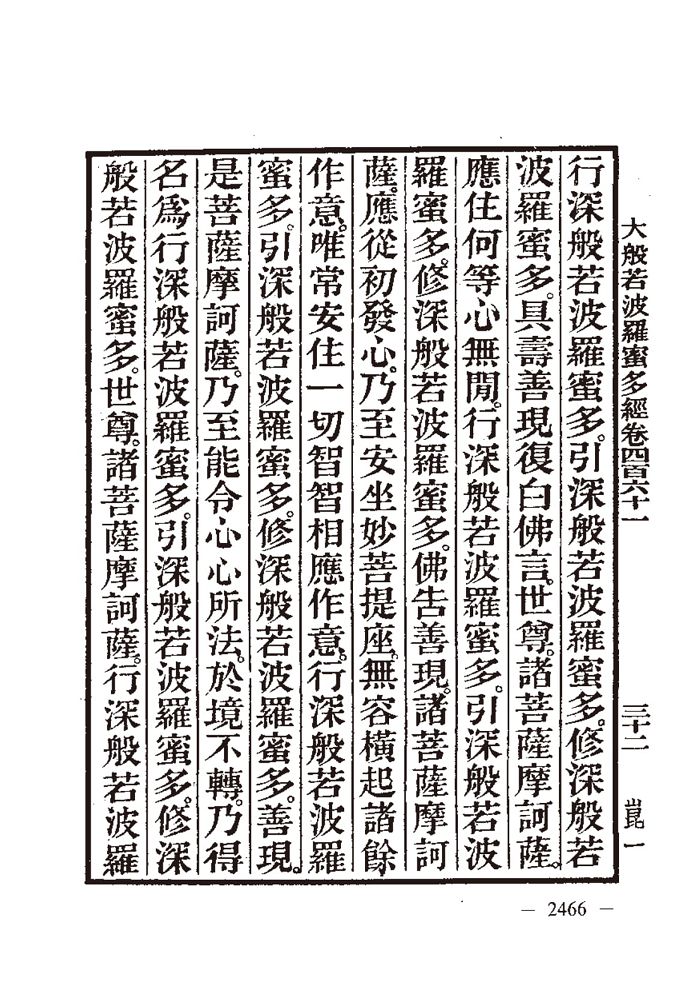 大般若波羅蜜多經卷四百六十一　三十二　崑一
行深般若波羅蜜多。引深般若波羅蜜多。修深般若
波羅蜜多。具壽善現復白佛言。世尊。諸菩薩摩訶薩。
應住何等心無閒。行深般若波羅蜜多。引深般若波
羅蜜多。修深般若波羅蜜多。佛告善現。諸菩薩摩訶
薩。應從初發心。乃至安坐妙菩提座。無容橫起諸餘
作意。唯常安住一切智智相應作意。行深般若波羅
蜜多。引深般若波羅蜜多。修深般若波羅蜜多。善現。
是菩薩摩訶薩。乃至能令心心所法。於境不轉。乃得
名爲行深般若波羅蜜多。引深般若波羅蜜多。修深
般若波羅蜜多。世尊。諸菩薩摩訶薩。行深般若波羅
— 2466 —